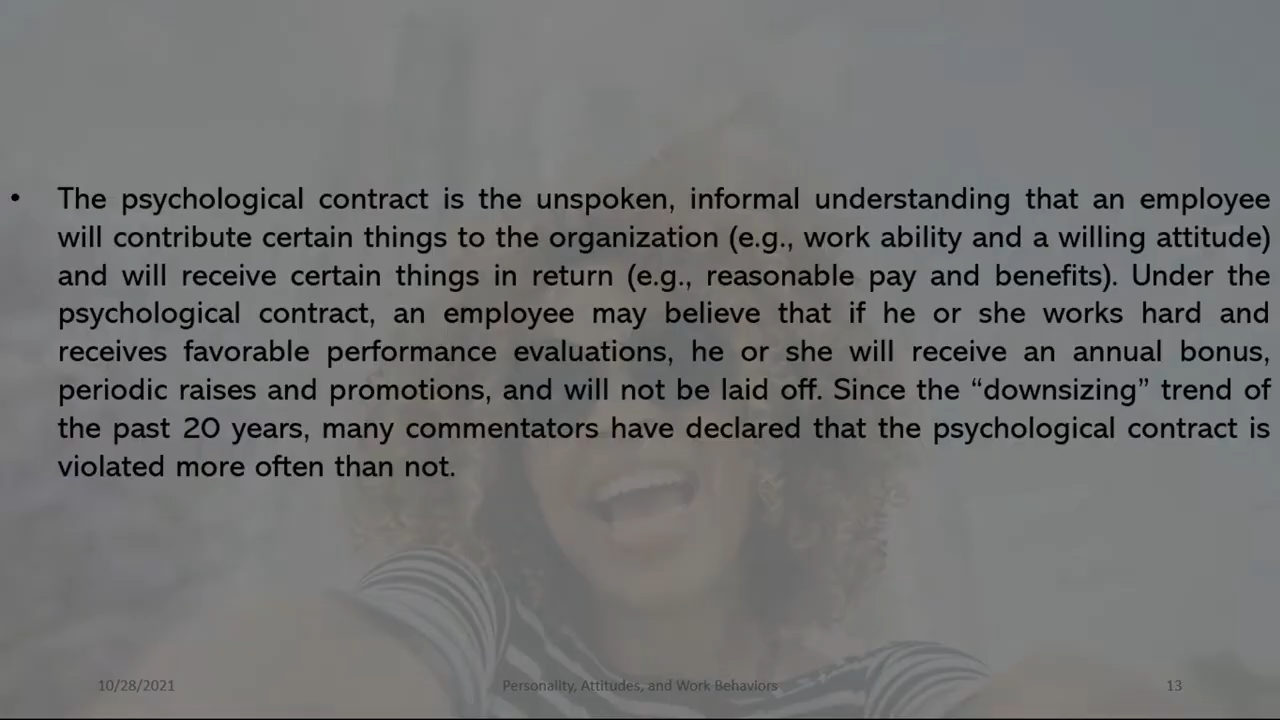 • The psychological contract is the unspoken, informal understanding that an employee
will contribute certain things to the organization (e.g., work ability and a willing attitude)
and will receive certain things in return (e.g., reasonable pay and benefits). Under the
psychological contract, an employee may believe that if he or she works hard and
receives favorable performance evaluations, he or she will receive an annual bonus,
periodic raises and promotions, and will not be laid off. Since the “downsizing” trend of
the past 20 years, many commentators have declared that the psychological contract is
violated more often than not.
10/28/2021 Personality, Attitudes, and Work Behaviors 13